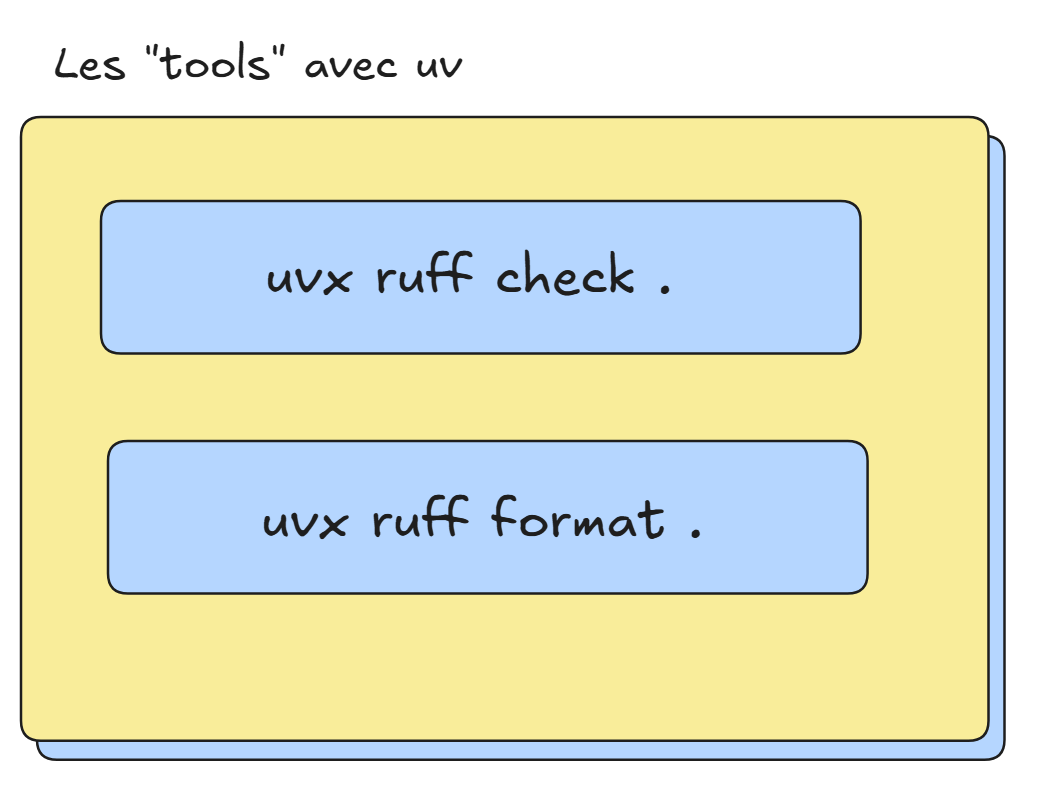 Les "tools" avec uv
uvx ruff check .
uvx ruff format .